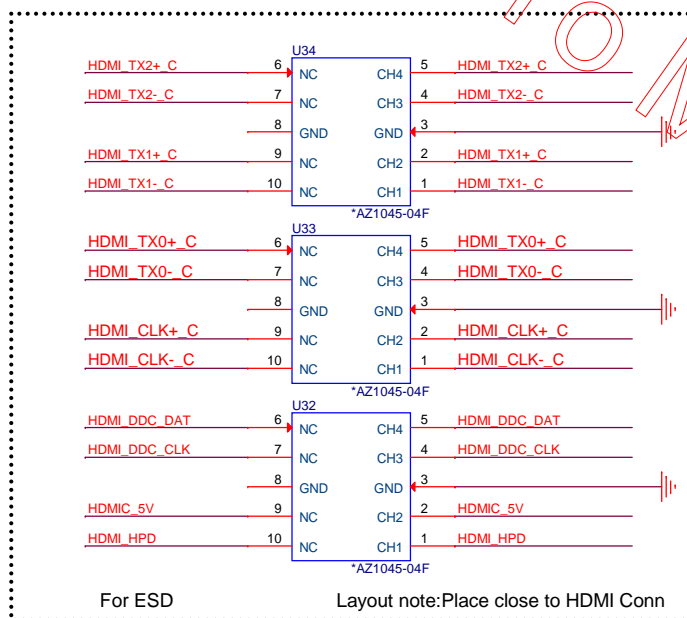 U34
HDMI_TX2+_C 6 NC CH4 5 HDMI_TX2+_C
HDMI_TX2-_C 7 NC CH3 4 HDMI_TX2-_C
8 GND GND 3
HDMI_TX1+_C 9 NC CH2 2 HDMI_TX1+_C
HDMI_TX1-_C 10 NC CH1 1 HDMI_TX1-_C
*AZ1045-04F
U33
HDMI_TX0+_C 6 NC CH4 5 HDMI_TX0+_C
HDMI_TX0-_C 7 NC CH3 4 HDMI_TX0-_C
8 GND GND 3
HDMI_CLK+_C 9 NC CH2 2 HDMI_CLK+_C
HDMI_CLK-_C 10 NC CH1 1 HDMI_CLK-_C
*AZ1045-04F
U32
HDMI_DDC_DAT 6 NC CH4 5 HDMI_DDC_DAT
HDMI_DDC_CLK 7 NC CH3 4 HDMI_DDC_CLK
8 GND GND 3
HDMIC_5V 9 NC CH2 2 HDMIC_5V
HDMI_HPD 10 NC CH1 1 HDMI_HPD
*AZ1045-04F
For ESD Layout note:Place close to HDMI Conn